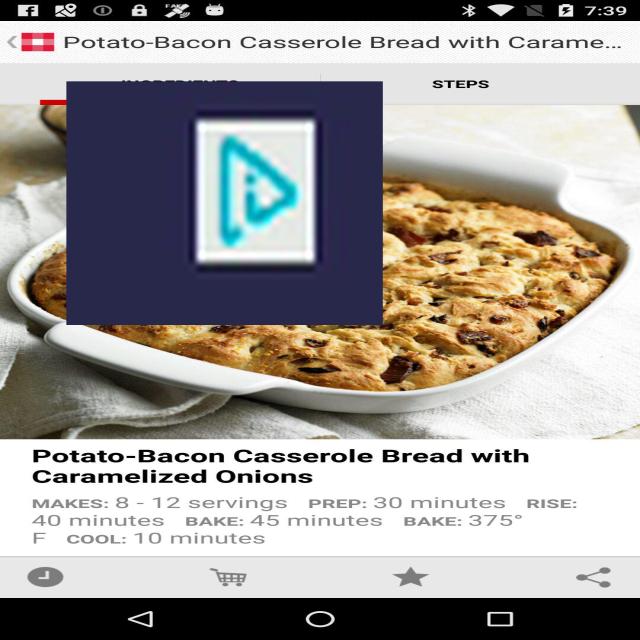 7:39
Potato-Bacon Casserole Bread with Carame...
STEPS
Potato-Bacon Casserole Bread with
Caramelized Onions
MAKES: 8 - 12 servings PREP: 30 minutes RISE:
40 minutes BAKE: 45 minutes BAKE: 375°
F COOL: 10 minutes